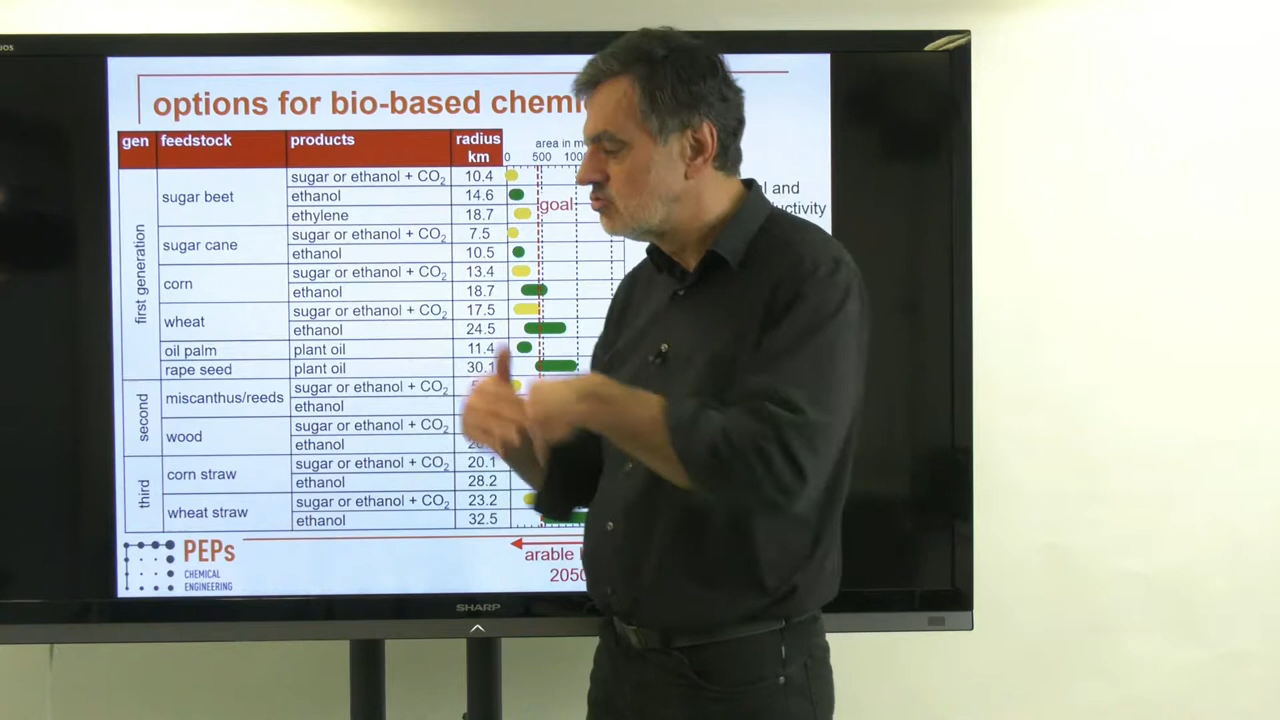 options for bio-based
gen feedstock products radius km
area in
0 500 1000
first generation
sugar beet
sugar or ethanol + CO2 10.4
ethanol 14.6
ethylene 18.7
goal
sugar cane
sugar or ethanol + CO2 7.5
ethanol 10.5
corn
sugar or ethanol + CO2 13.4
ethanol 18.7
wheat
sugar or ethanol + CO2 17.5
ethanol 24.5
oil palm plant oil 11.4
rape seed plant oil 30.1
second
miscanthus/reeds
sugar or ethanol + CO2
ethanol
wood
sugar or ethanol + CO2
ethanol
third
corn straw
sugar or ethanol + CO2 20.1
ethanol 28.2
wheat straw
sugar or ethanol + CO2 23.2
ethanol 32.5
and
arable
2050
PEPs
CHEMICAL
ENGINEERING
SHARP